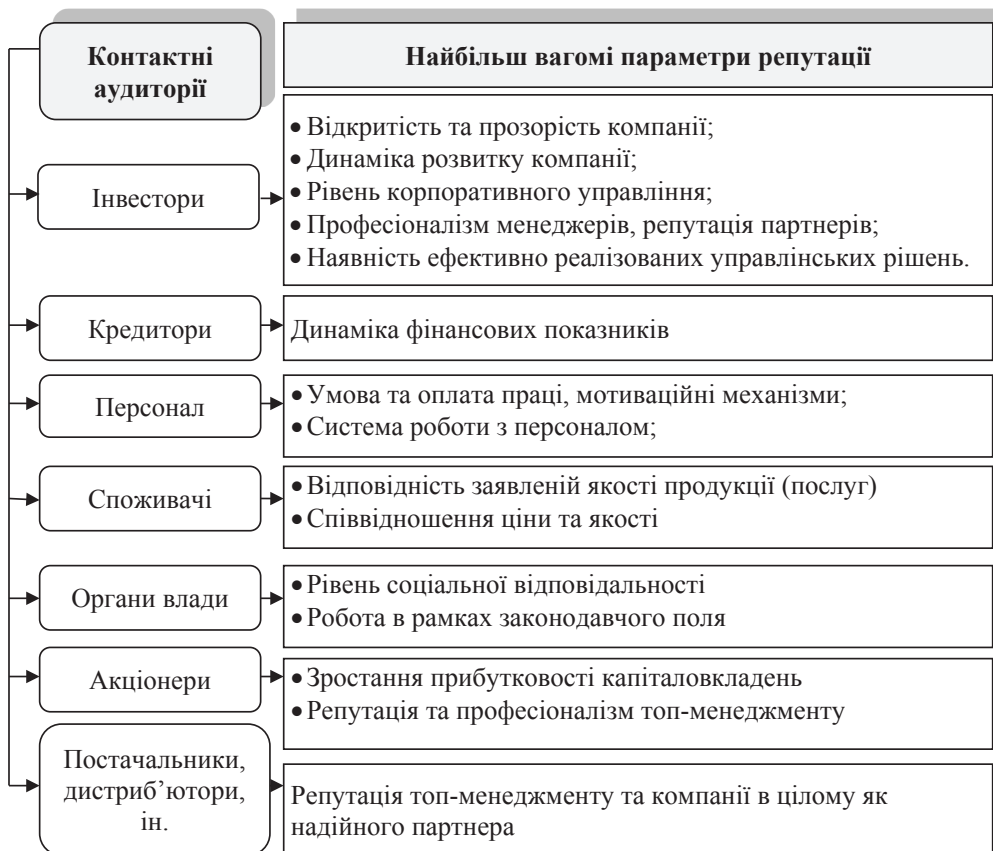 Контактні
аудиторії
Найбільш вагомі параметри репутації
Інвестори
• Відкритість та прозорість компанії;
• Динаміка розвитку компанії;
• Рівень корпоративного управління;
• Професіоналізм менеджерів, репутація партнерів;
• Наявність ефективно реалізованих управлінських рішень.
Кредитори
Динаміка фінансових показників
Персонал
• Умова та оплата праці, мотиваційні механізми;
• Система роботи з персоналом;
Споживачі
• Відповідність заявленій якості продукції (послуг)
• Співвідношення ціни та якості
Органи влади
• Рівень соціальної відповідальності
• Робота в рамках законодавчого поля
Акціонери
• Зростання прибутковості капіталовкладень
• Репутація та професіоналізм топ-менеджменту
Постачальники,
дистриб’ютори,
ін.
Репутація топ-менеджменту та компанії в цілому як
надійного партнера